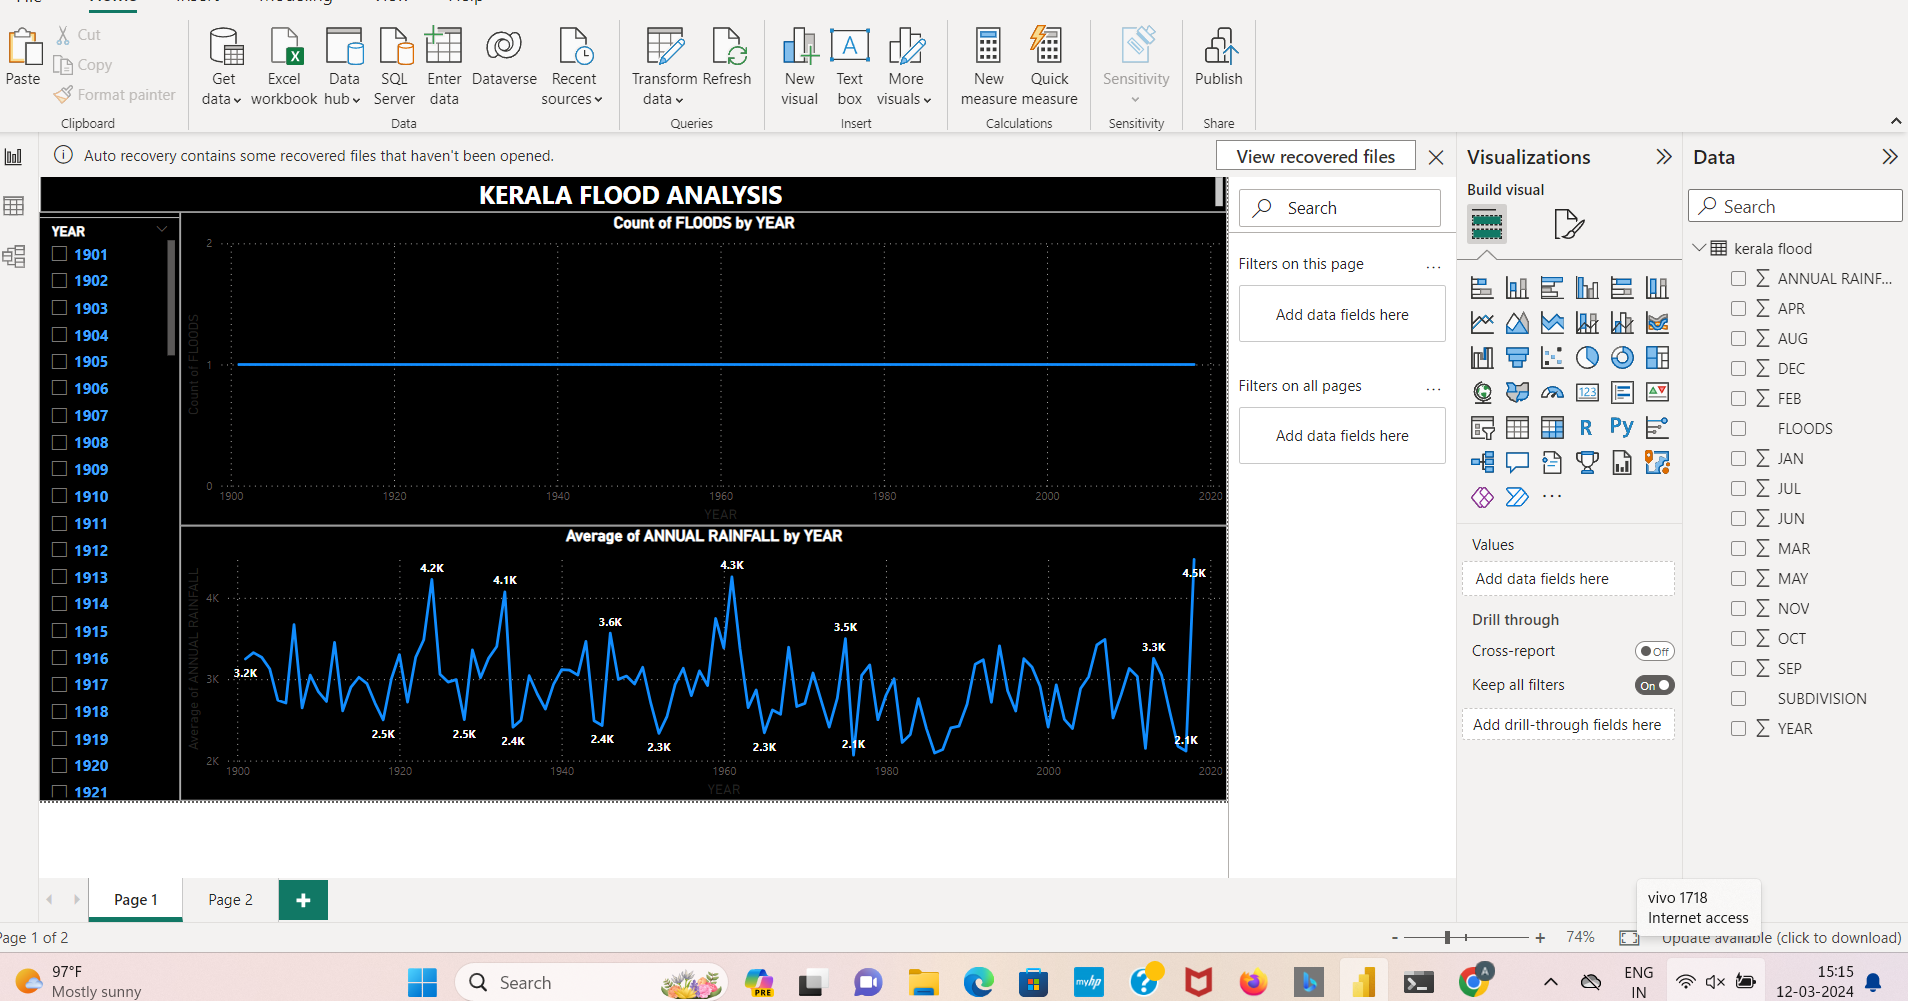 File Home Insert Modeling View Help
Paste
Cut
Copy
Format painter
Clipboard
Get data
Excel workbook
Data hub
SQL Server
Enter data
Dataverse
Recent sources
Data
Transform data
Refresh
Queries
New visual
Text box
More visuals
Insert
New measure
Quick measure
Calculations
Sensitivity
Sensitivity
Publish
Share
Auto recovery contains some recovered files that haven't been opened.
View recovered files
KERALA FLOOD ANALYSIS
YEAR
1901
1902
1903
1904
1905
1906
1907
1908
1909
1910
1911
1912
1913
1914
1915
1916
1917
1918
1919
1920
1921
Count of FLOODS by YEAR
Count of FLOODS
2
1
0
1900 1920 1940 1960 1980 2000 2020
YEAR
Average of ANNUAL RAINFALL by YEAR
Average of ANNUAL RAINFALL
4K
3K
2K
3.2K
2.5K
4.2K
2.5K
4.1K
2.4K
2.4K
3.6K
2.3K
4.3K
2.3K
3.5K
2.1K
3.3K
2.1K
4.5K
1900 1920 1940 1960 1980 2000 2020
YEAR
Search
Filters on this page ...
Add data fields here
Filters on all pages ...
Add data fields here
Visualizations
Build visual
123
R
Py
...
Values
Add data fields here
Drill through
Cross-report Off
Keep all filters On
Add drill-through fields here
Data
Search
kerala flood
ANNUAL RAINF...
APR
AUG
DEC
FEB
FLOODS
JAN
JUL
JUN
MAR
MAY
NOV
OCT
SEP
SUBDIVISION
YEAR
Page 1
Page 2
+
Page 1 of 2
- + 74%
Update available (click to download)
vivo 1718
Internet access
97°F
Mostly sunny
Search
PRE
myhp
A
ENG
IN
15:15
12-03-2024